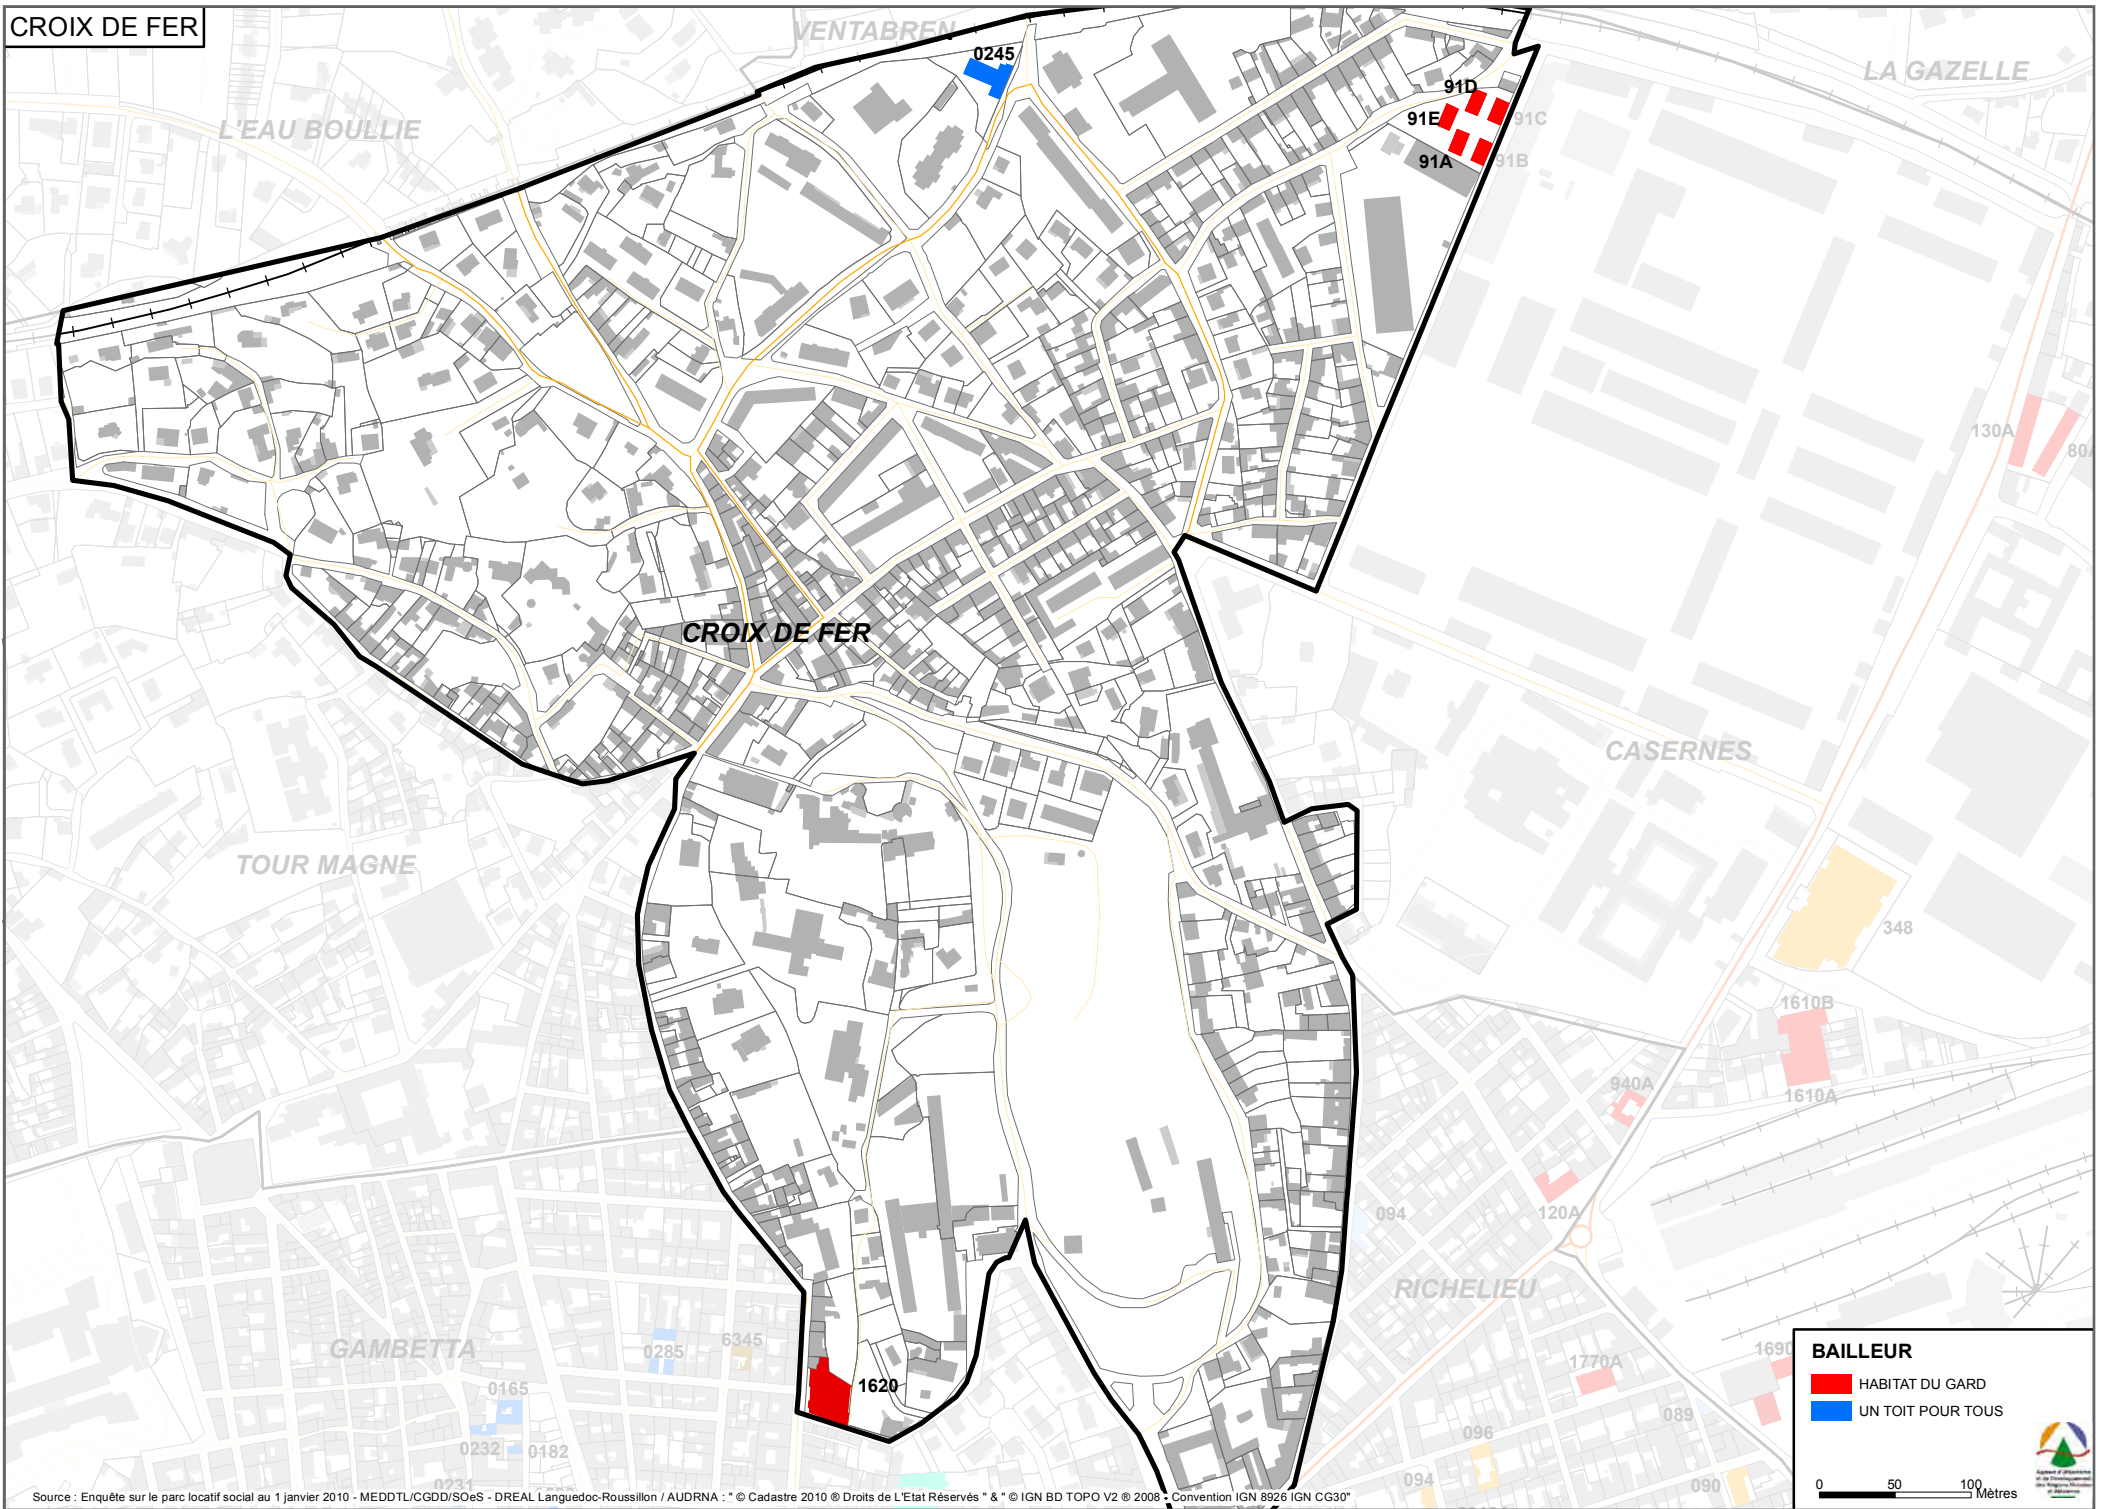 CROIX DE FER
VENTABREN
0245
LA GAZELLE
91D
91E
91C
L'EAU BOULLIE
91A
91B
130A
80A
CROIX DE FER
CASERNES
TOUR MAGNE
348
1610B
940A
1610A
094
120A
RICHELIEU
GAMBETTA
0285
6345
1690
1770A
1620
0165
089
096
0232
0182
094
090
0231
BAILLEUR
HABITAT DU GARD
UN TOIT POUR TOUS
0 50 100
Mètres
Source : Enquête sur le parc locatif social au 1 janvier 2010 - MEDDTL/CGDD/SOeS - DREAL Languedoc-Roussillon / AUDRNA : " © Cadastre 2010 ® Droits de L'Etat Réservés " & " © IGN BD TOPO V2 ® 2008 - Convention IGN 8926 IGN CG30"